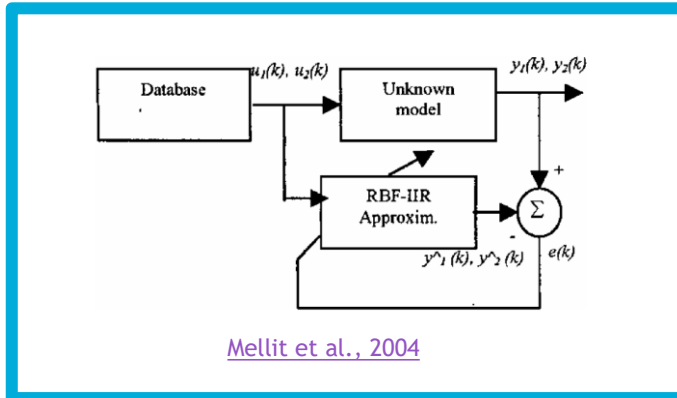 u₁(k), u₂(k)
y₁(k), y₂(k)
Database
Unknown
model
+
RBF-IIR
Approxim.
Σ
-
y^₁(k), y^₂(k)
e(k)
Mellit et al., 2004